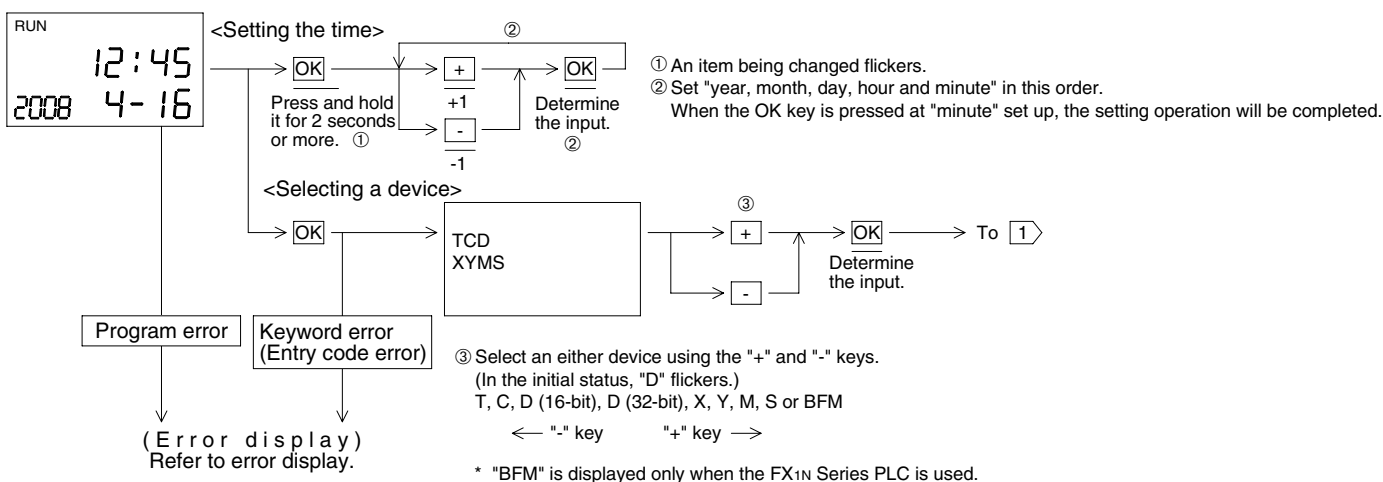 RUN
12:45
2008 4-16
<Setting the time>
OK
Press and hold
it for 2 seconds
or more. ①
②
+
+1
-
-1
OK
Determine
the input.
②
① An item being changed flickers.
② Set "year, month, day, hour and minute" in this order.
When the OK key is pressed at "minute" set up, the setting operation will be completed.
<Selecting a device>
OK
TCD
XYMS
③
+
-
OK
Determine
the input.
To 1
Program error
Keyword error
(Entry code error)
(Error display)
Refer to error display.
③ Select an either device using the "+" and "-" keys.
(In the initial status, "D" flickers.)
T, C, D (16-bit), D (32-bit), X, Y, M, S or BFM
← "-" key "+" key →
* "BFM" is displayed only when the FX1N Series PLC is used.